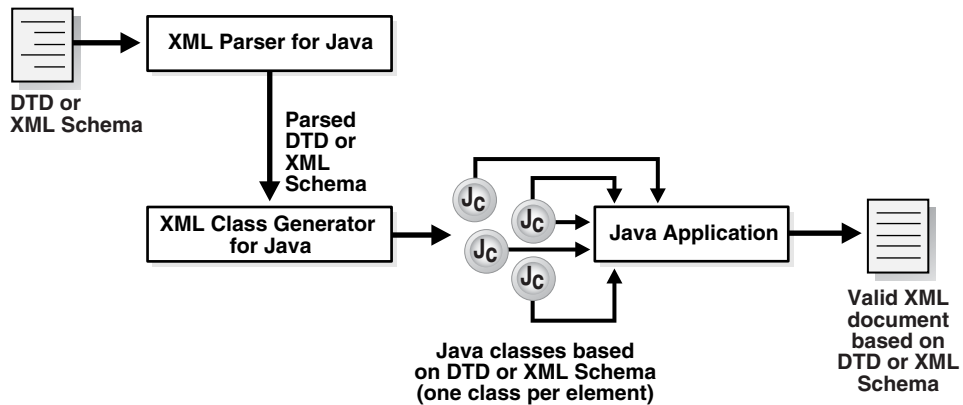 XML Parser for Java
DTD or
XML Schema
Parsed
DTD or
XML
Schema
XML Class Generator
for Java
Jc
Jc
Jc
Jc
Java Application
Java classes based
on DTD or XML Schema
(one class per element)
Valid XML
document
based on
DTD or XML
Schema